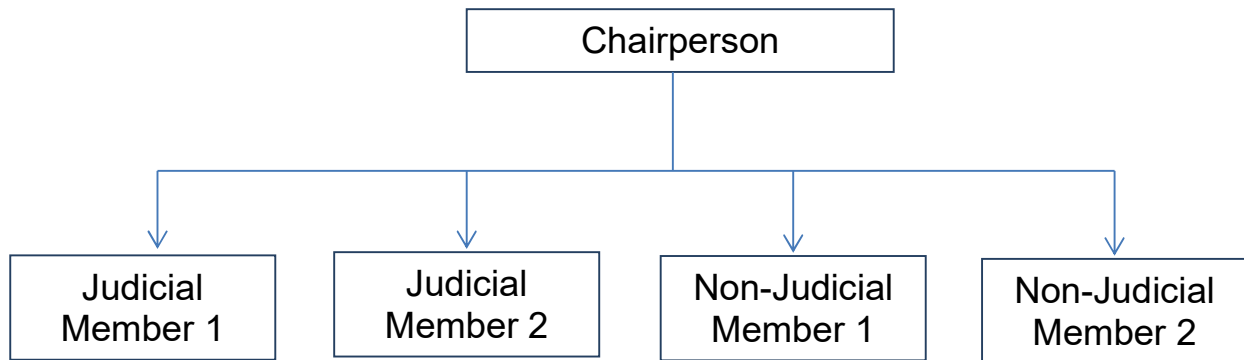 Chairperson
Judicial
Member 1
Judicial
Member 2
Non-Judicial
Member 1
Non-Judicial
Member 2